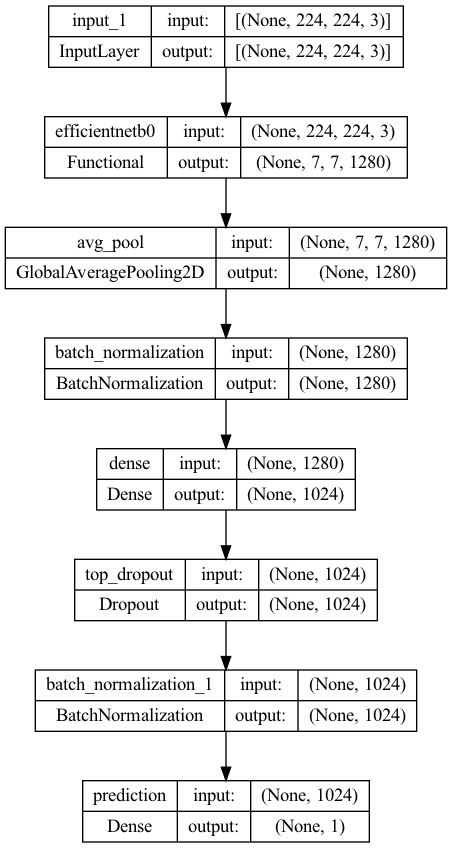 input_1 input: [(None, 224, 224, 3)]
InputLayer output: [(None, 224, 224, 3)]
efficientnetb0 input: (None, 224, 224, 3)
Functional output: (None, 7, 7, 1280)
avg_pool input: (None, 7, 7, 1280)
GlobalAveragePooling2D output: (None, 1280)
batch_normalization input: (None, 1280)
BatchNormalization output: (None, 1280)
dense input: (None, 1280)
Dense output: (None, 1024)
top_dropout input: (None, 1024)
Dropout output: (None, 1024)
batch_normalization_1 input: (None, 1024)
BatchNormalization output: (None, 1024)
prediction input: (None, 1024)
Dense output: (None, 1)